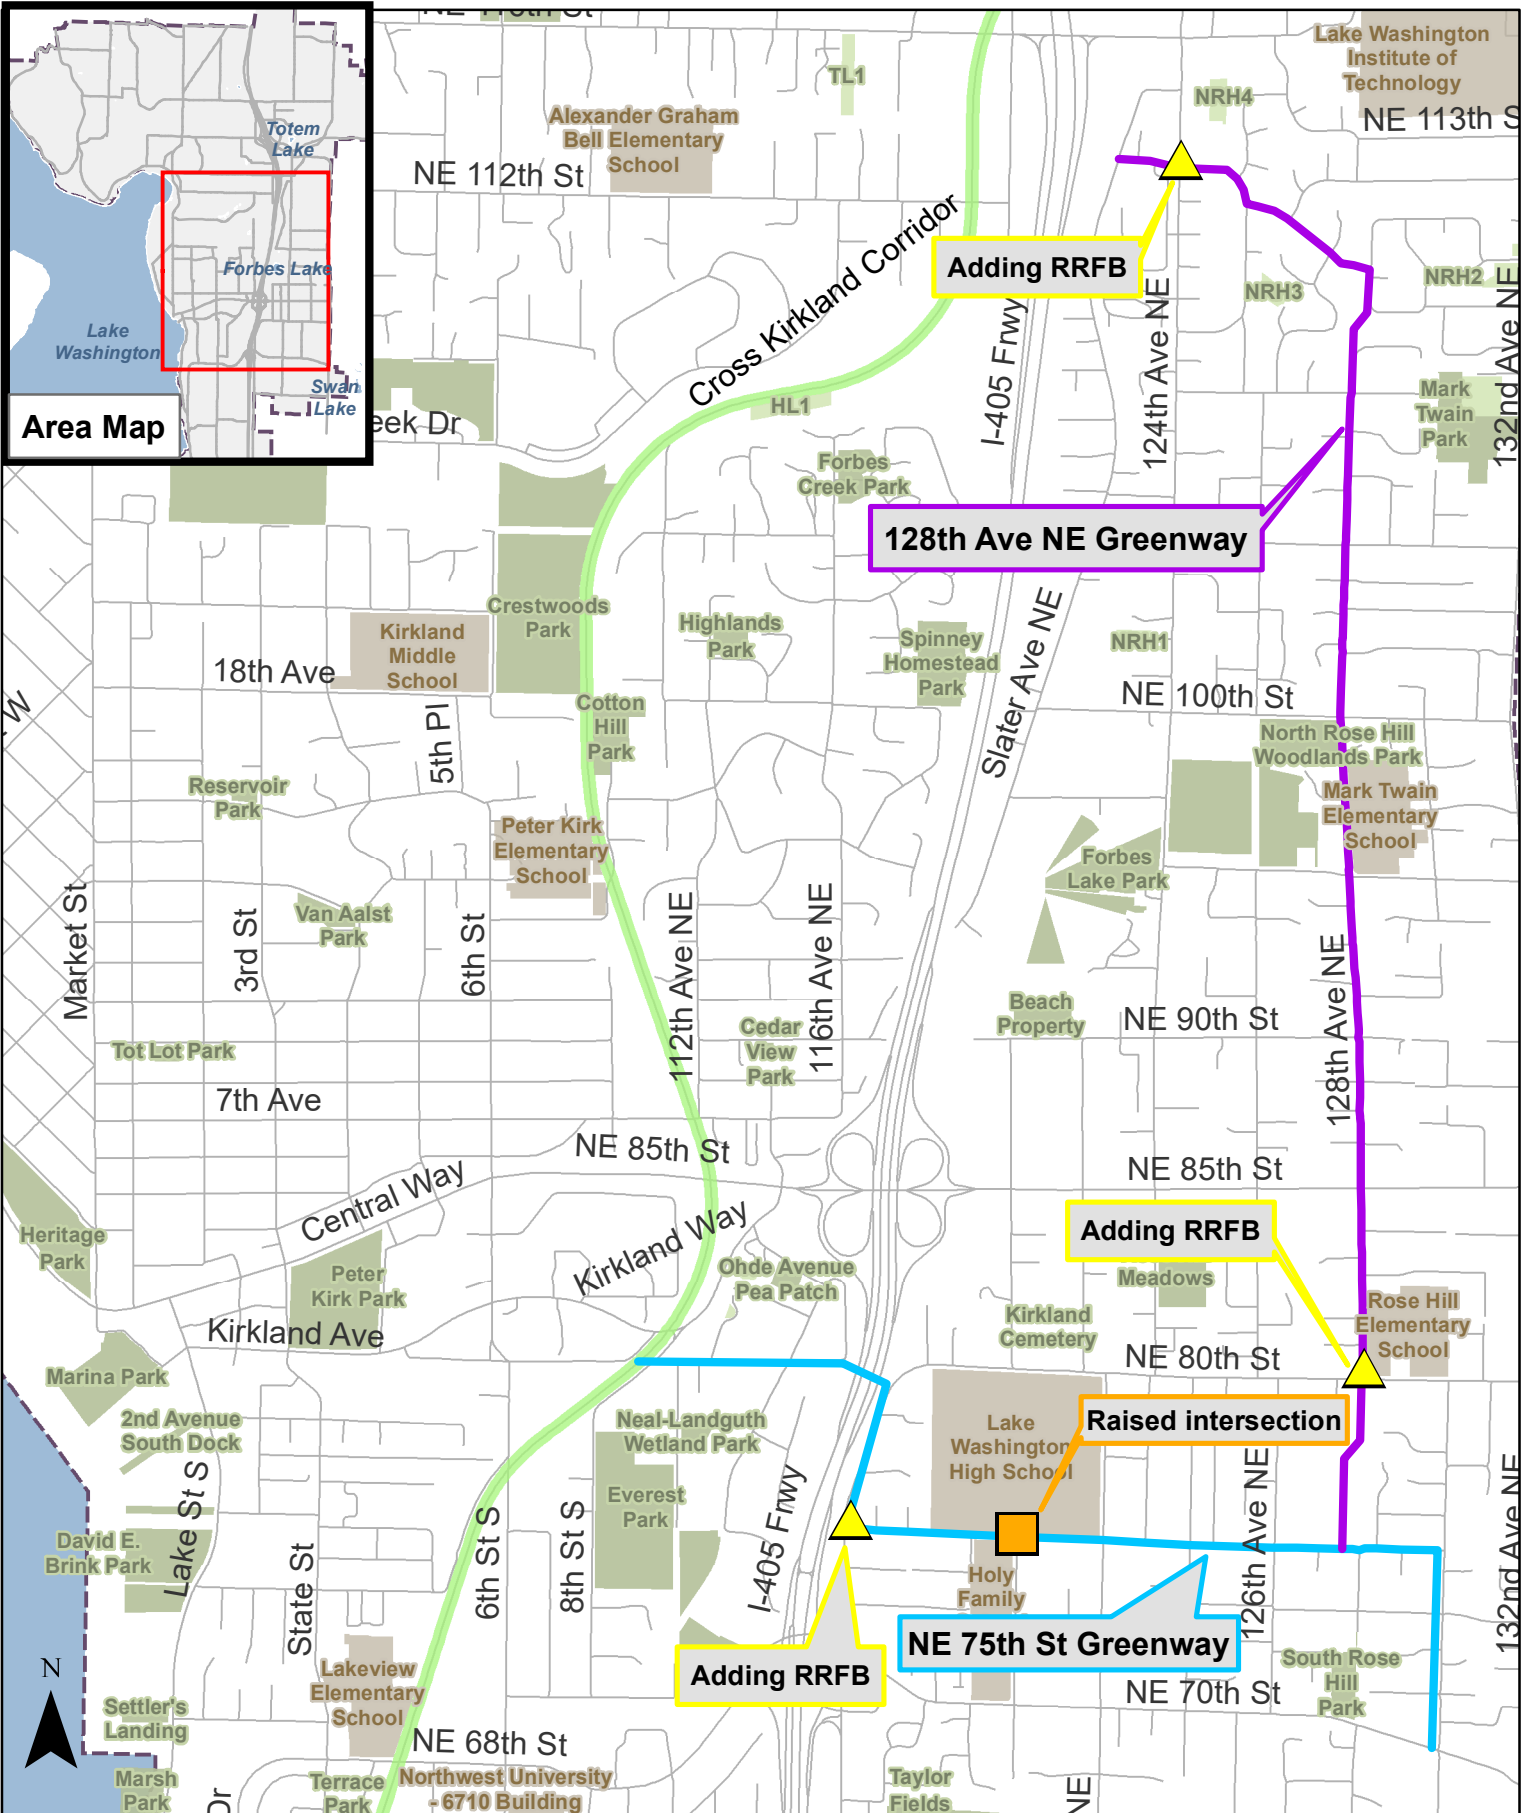 NE 116th St
Lake Washington
Institute of
Technology
TL1
NRH4
NE 113th S
Alexander Graham
Bell Elementary
School
NE 112th St
Totem
Lake
Forbes Lake
Lake
Washington
Swan
Lake
Area Map
Cross Kirkland Corridor
Adding RRFB
I-405 Frwy
124th Ave NE
NRH3
NRH2
132nd Ave NE
Mark
Twain
Park
HL1
eek Dr
Forbes
Creek Park
128th Ave NE Greenway
Crestwoods
Park
Kirkland
Middle
School
18th Ave
Highlands
Park
Spinney
Homestead
Park
Slater Ave NE
NRH1
NE 100th St
W
5th Pl
Cotton
Hill
Park
North Rose Hill
Woodlands Park
Mark Twain
Elementary
School
Reservoir
Park
Peter Kirk
Elementary
School
Forbes
Lake Park
Market St
3rd St
Van Aalst
Park
6th St
112th Ave NE
116th Ave NE
128th Ave NE
Beach
Property
NE 90th St
Cedar
View
Park
Tot Lot Park
7th Ave
NE 85th St
NE 85th St
Central Way
Kirkland Way
Adding RRFB
Meadows
Heritage
Park
Peter
Kirk Park
Ohde Avenue
Pea Patch
Kirkland
Cemetery
Rose Hill
Elementary
School
Kirkland Ave
NE 80th St
Marina Park
2nd Avenue
South Dock
Neal-Landguth
Wetland Park
Lake
Washington
High School
Raised intersection
Lake St S
Everest
Park
I-405 Frwy
126th Ave NE
132nd Ave NE
David E.
Brink Park
State St
6th St S
8th St S
Holy
Family
NE 75th St Greenway
Adding RRFB
South Rose
Hill
Park
N
Lakeview
Elementary
School
NE 70th St
Settler's
Landing
NE 68th St
Marsh
Park
Dr
Terrace
Park
Northwest University
- 6710 Building
Taylor
Fields
NE